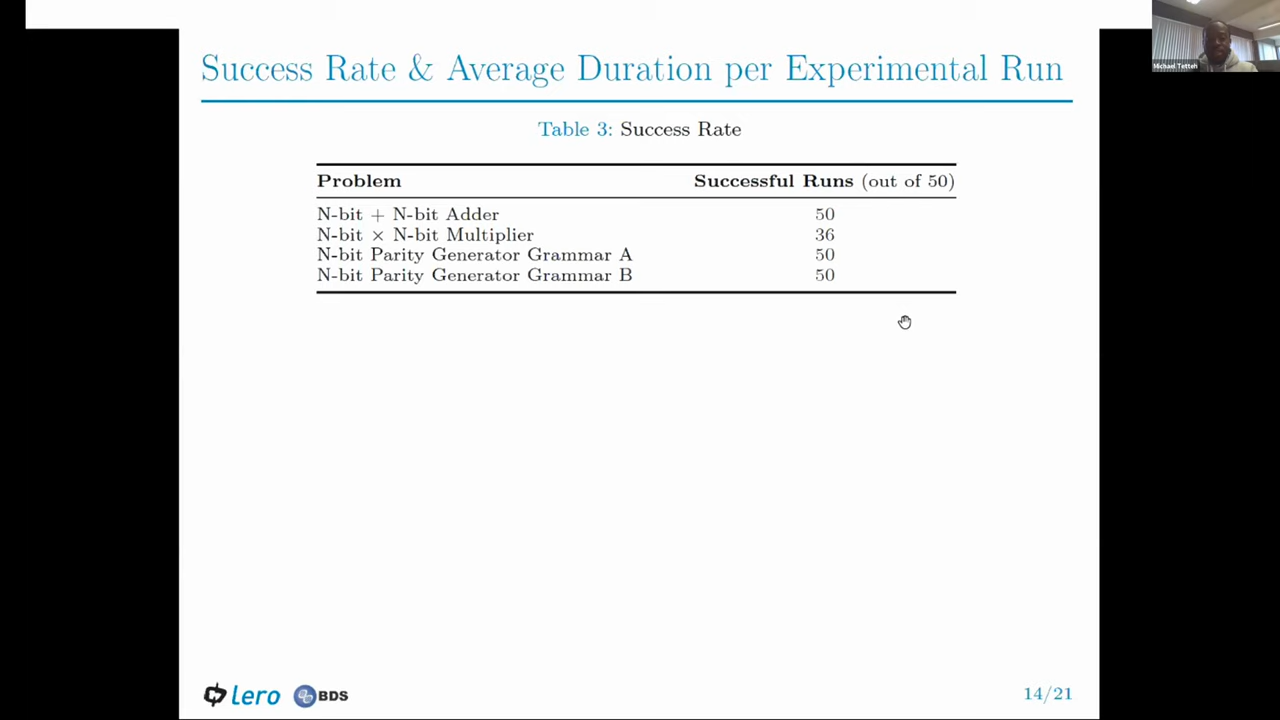 Success Rate & Average Duration per Experimental Run
Michael Tetteh
Table 3: Success Rate
Problem Successful Runs (out of 50)
N-bit + N-bit Adder 50
N-bit × N-bit Multiplier 36
N-bit Parity Generator Grammar A 50
N-bit Parity Generator Grammar B 50
Lero BDS 14/21